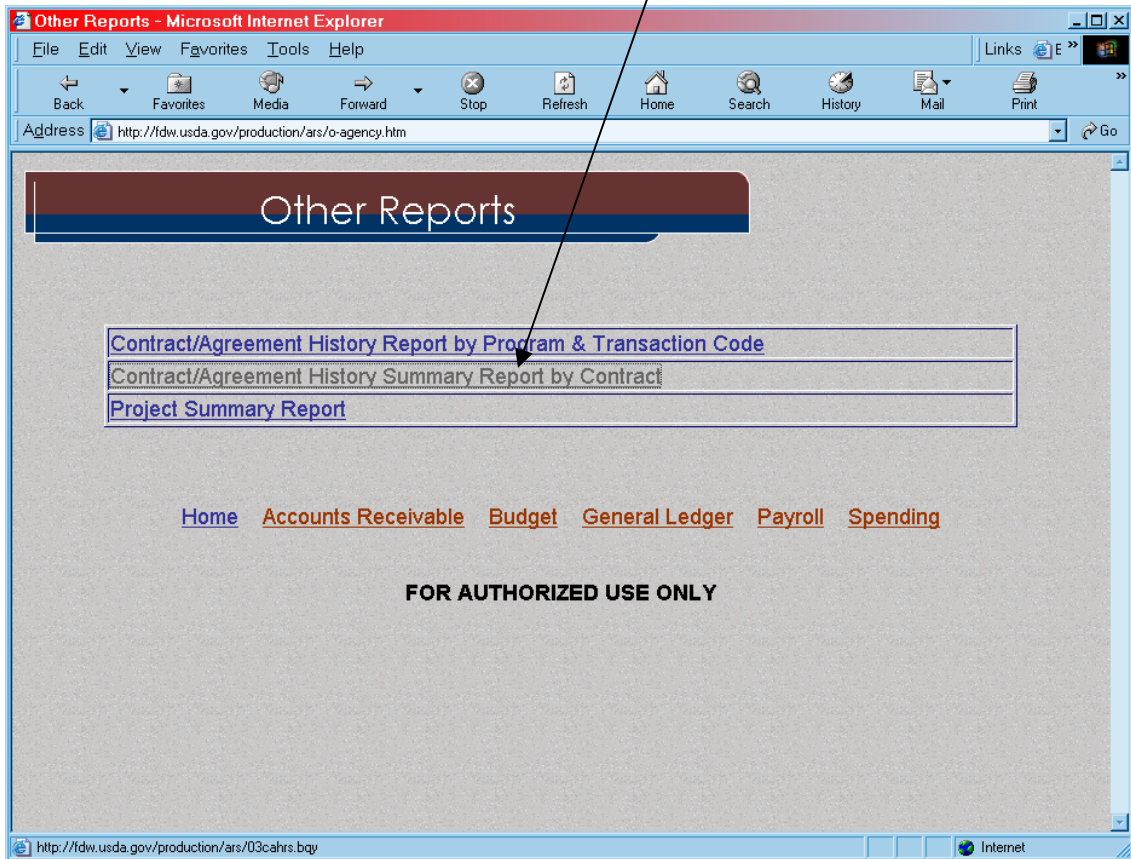 Other Reports - Microsoft Internet Explorer
File Edit View Favorites Tools Help Links E »
Back Favorites Media Forward Stop Refresh Home Search History Mail Print »
Address http://fdw.usda.gov/production/ars/o-agency.htm Go
Other Reports
Contract/Agreement History Report by Program & Transaction Code
Contract/Agreement History Summary Report by Contract
Project Summary Report
Home Accounts Receivable Budget General Ledger Payroll Spending
FOR AUTHORIZED USE ONLY
http://fdw.usda.gov/production/ars/03cahrs.bqy Internet